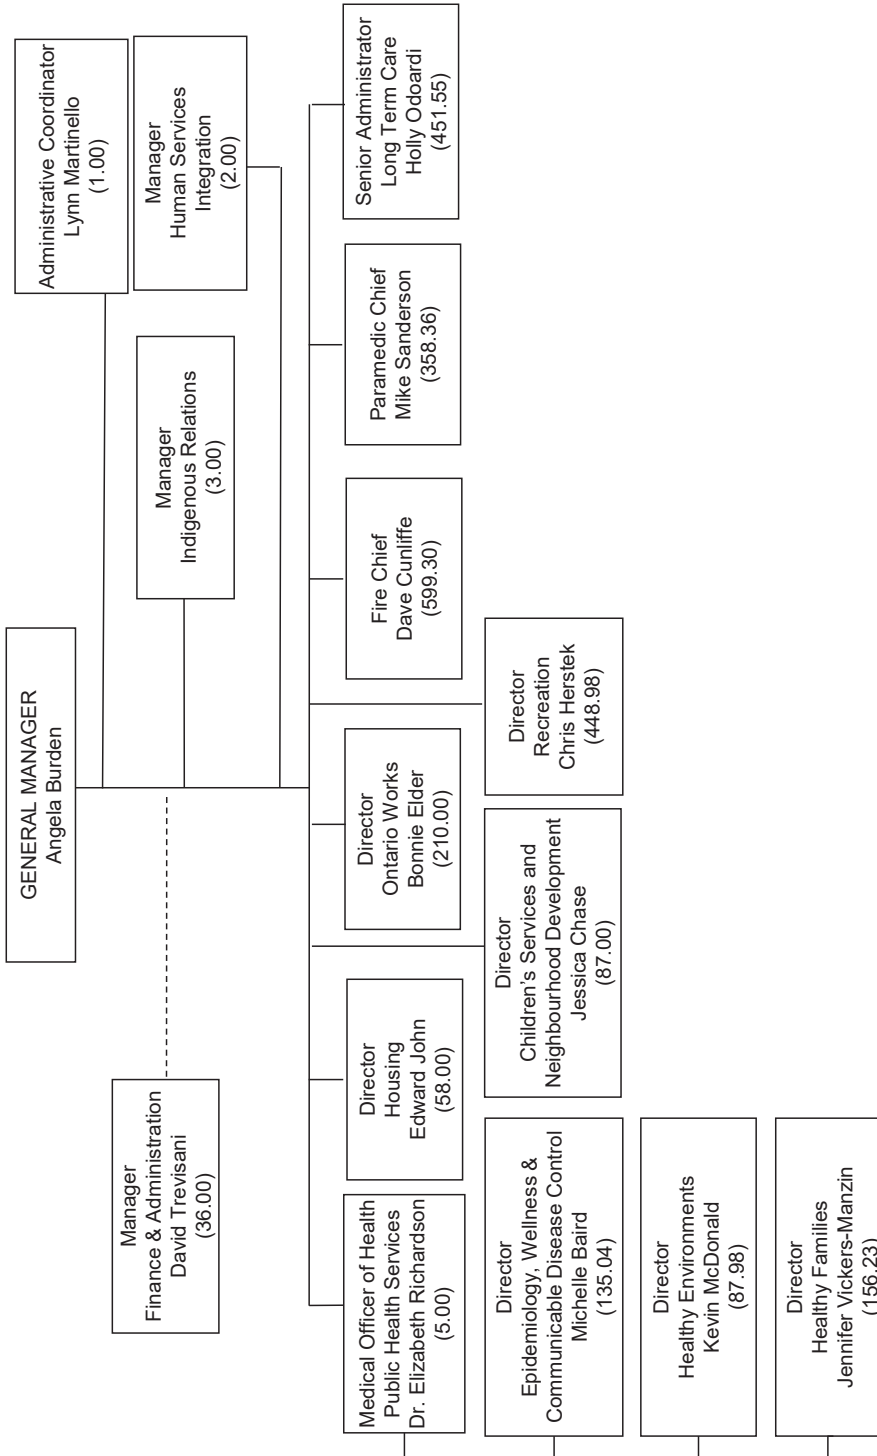 GENERAL MANAGER
Angela Burden
Administrative Coordinator
Lynn Martinello
(1.00)
Manager
Finance & Administration
David Trevisani
(36.00)
Manager
Indigenous Relations
(3.00)
Manager
Human Services
Integration
(2.00)
Medical Officer of Health
Public Health Services
Dr. Elizabeth Richardson
(5.00)
Director
Housing
Edward John
(58.00)
Director
Ontario Works
Bonnie Elder
(210.00)
Fire Chief
Dave Cunliffe
(599.30)
Paramedic Chief
Mike Sanderson
(358.36)
Senior Administrator
Long Term Care
Holly Odoardi
(451.55)
Director
Epidemiology, Wellness &
Communicable Disease Control
Michelle Baird
(135.04)
Director
Children's Services and
Neighbourhood Development
Jessica Chase
(87.00)
Director
Recreation
Chris Herstek
(448.98)
Director
Healthy Environments
Kevin McDonald
(87.98)
Director
Healthy Families
Jennifer Vickers-Manzin
(156.23)